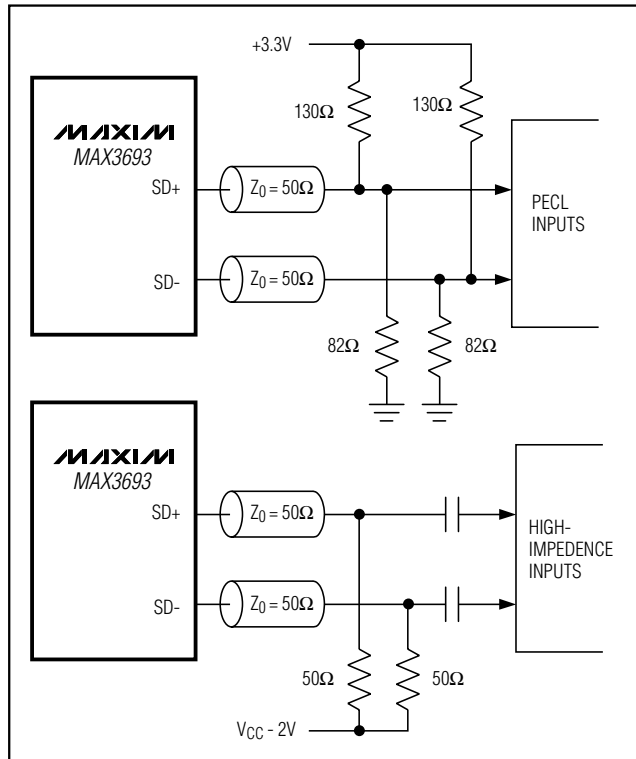 +3.3V
130Ω 130Ω
MAXIM
MAX3693
SD+ Z0 = 50Ω
PECL
INPUTS
SD- Z0 = 50Ω
82Ω 82Ω
MAXIM
MAX3693
SD+ Z0 = 50Ω
HIGH-
IMPEDENCE
INPUTS
SD- Z0 = 50Ω
50Ω 50Ω
VCC - 2V